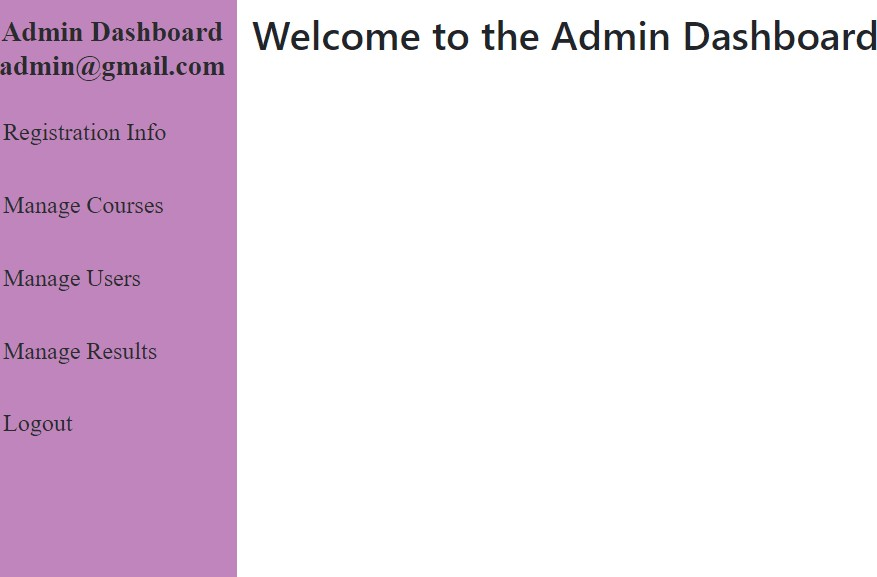 Admin Dashboard
admin@gmail.com
Registration Info
Manage Courses
Manage Users
Manage Results
Logout
Welcome to the Admin Dashboard